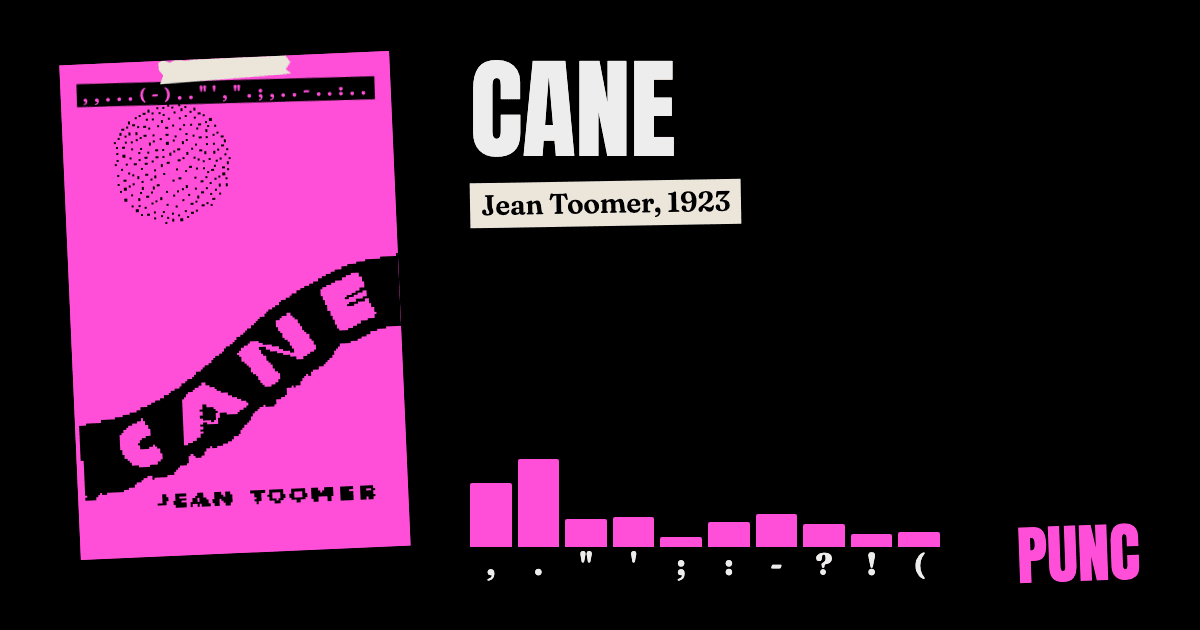 ,,...(-).."',".;,..-..:..
CANE
JEAN TOOMER
CANE
Jean Toomer, 1923
, . " ' ; : - ? ! (
PUNC